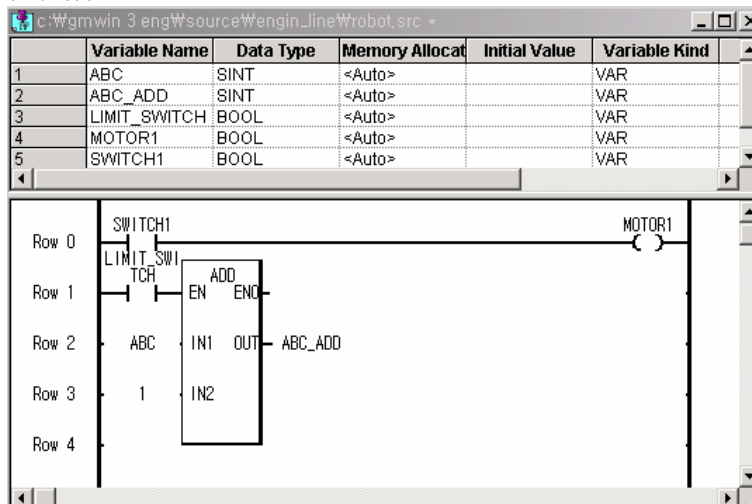 c:₩gmwin 3 eng₩source₩engin_line₩robot,src *
Variable Name Data Type Memory Allocat Initial Value Variable Kind
1 ABC SINT <Auto> VAR
2 ABC_ADD SINT <Auto> VAR
3 LIMIT_SWITCH BOOL <Auto> VAR
4 MOTOR1 BOOL <Auto> VAR
5 SWITCH1 BOOL <Auto> VAR
SWITCH1 MOTOR1
Row 0
LIMIT_SWI
TCH ADD
Row 1 EN ENO
Row 2 ABC IN1 OUT ABC_ADD
Row 3 1 IN2
Row 4